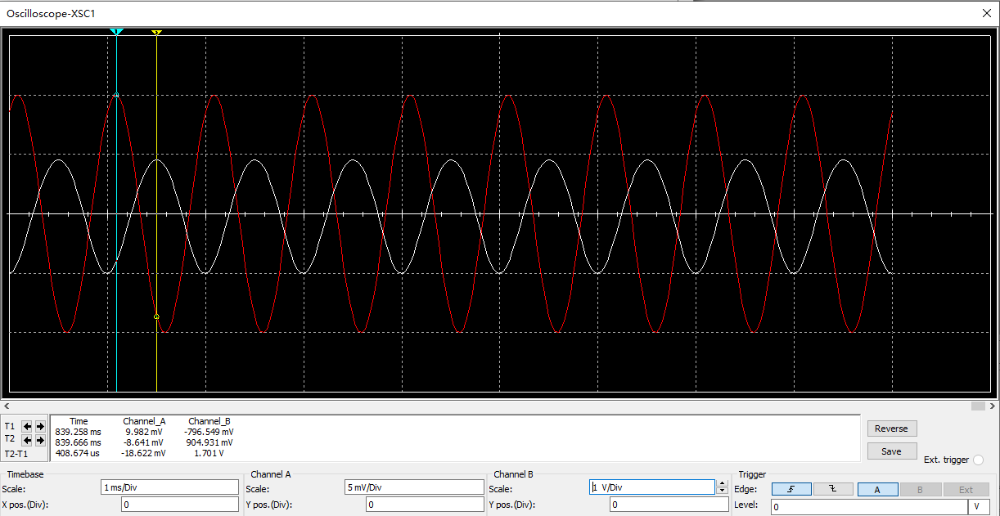 Oscilloscope-XSC1
1
2
T1
T2
T2-T1
Time Channel_A Channel_B
839.258 ms 9.982 mV -796.549 mV
839.666 ms -8.641 mV 904.931 mV
408.674 us -18.622 mV 1.701 V
Reverse
Save
Ext. trigger
Timebase
Scale: 1 ms/Div
X pos.(Div): 0
Channel A
Scale: 5 mV/Div
Y pos.(Div): 0
Channel B
Scale: 1 V/Div
Y pos.(Div): 0
Trigger
Edge: A B Ext
Level: 0 V